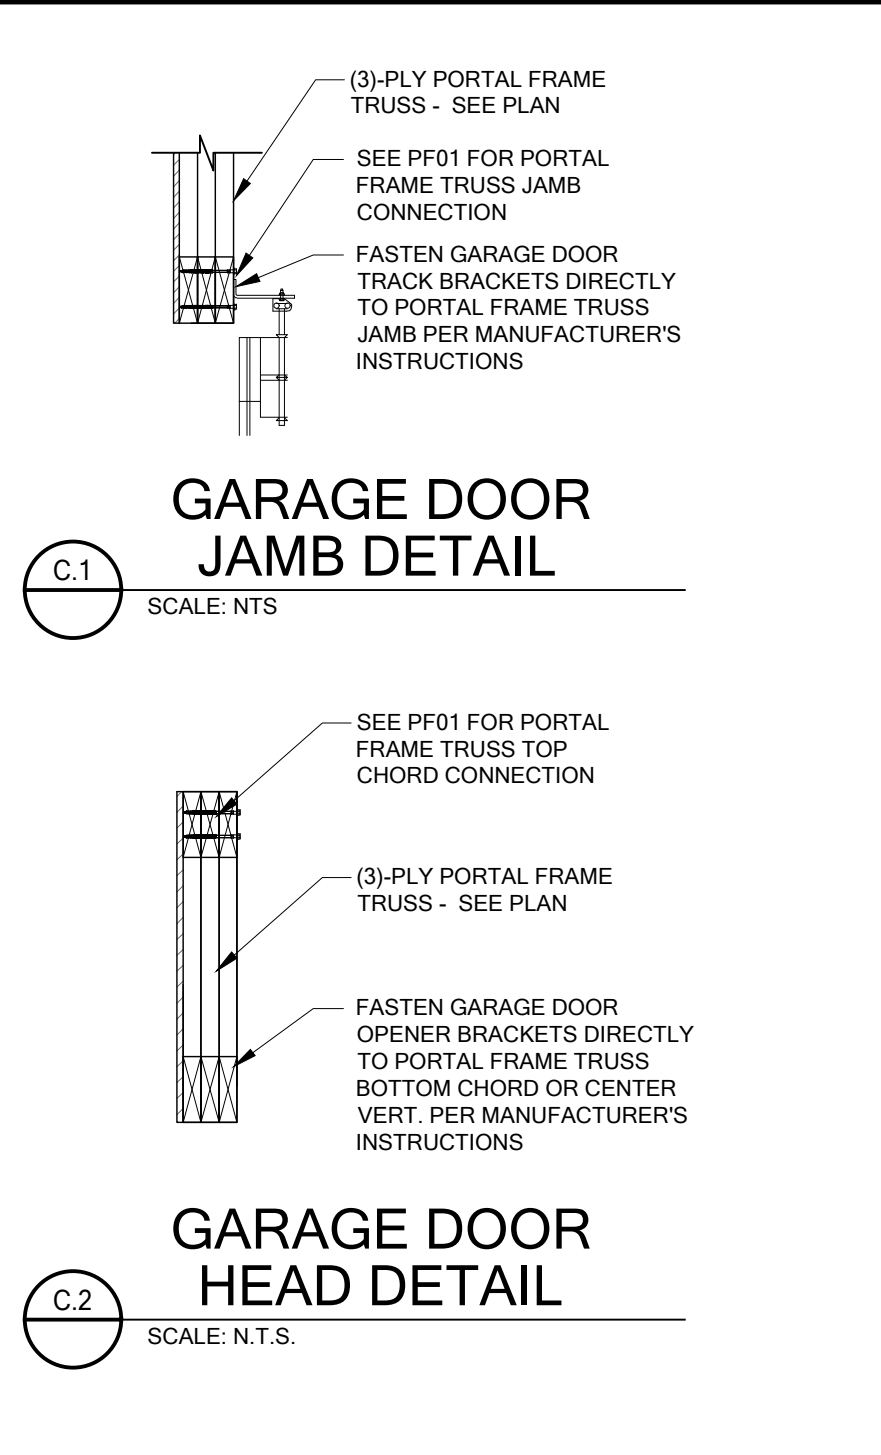 (3)-PLY PORTAL FRAME
TRUSS - SEE PLAN
SEE PF01 FOR PORTAL
FRAME TRUSS JAMB
CONNECTION
FASTEN GARAGE DOOR
TRACK BRACKETS DIRECTLY
TO PORTAL FRAME TRUSS
JAMB PER MANUFACTURER'S
INSTRUCTIONS
GARAGE DOOR
JAMB DETAIL
C.1
SCALE: NTS
SEE PF01 FOR PORTAL
FRAME TRUSS TOP
CHORD CONNECTION
(3)-PLY PORTAL FRAME
TRUSS - SEE PLAN
FASTEN GARAGE DOOR
OPENER BRACKETS DIRECTLY
TO PORTAL FRAME TRUSS
BOTTOM CHORD OR CENTER
VERT. PER MANUFACTURER'S
INSTRUCTIONS
GARAGE DOOR
HEAD DETAIL
C.2
SCALE: N.T.S.